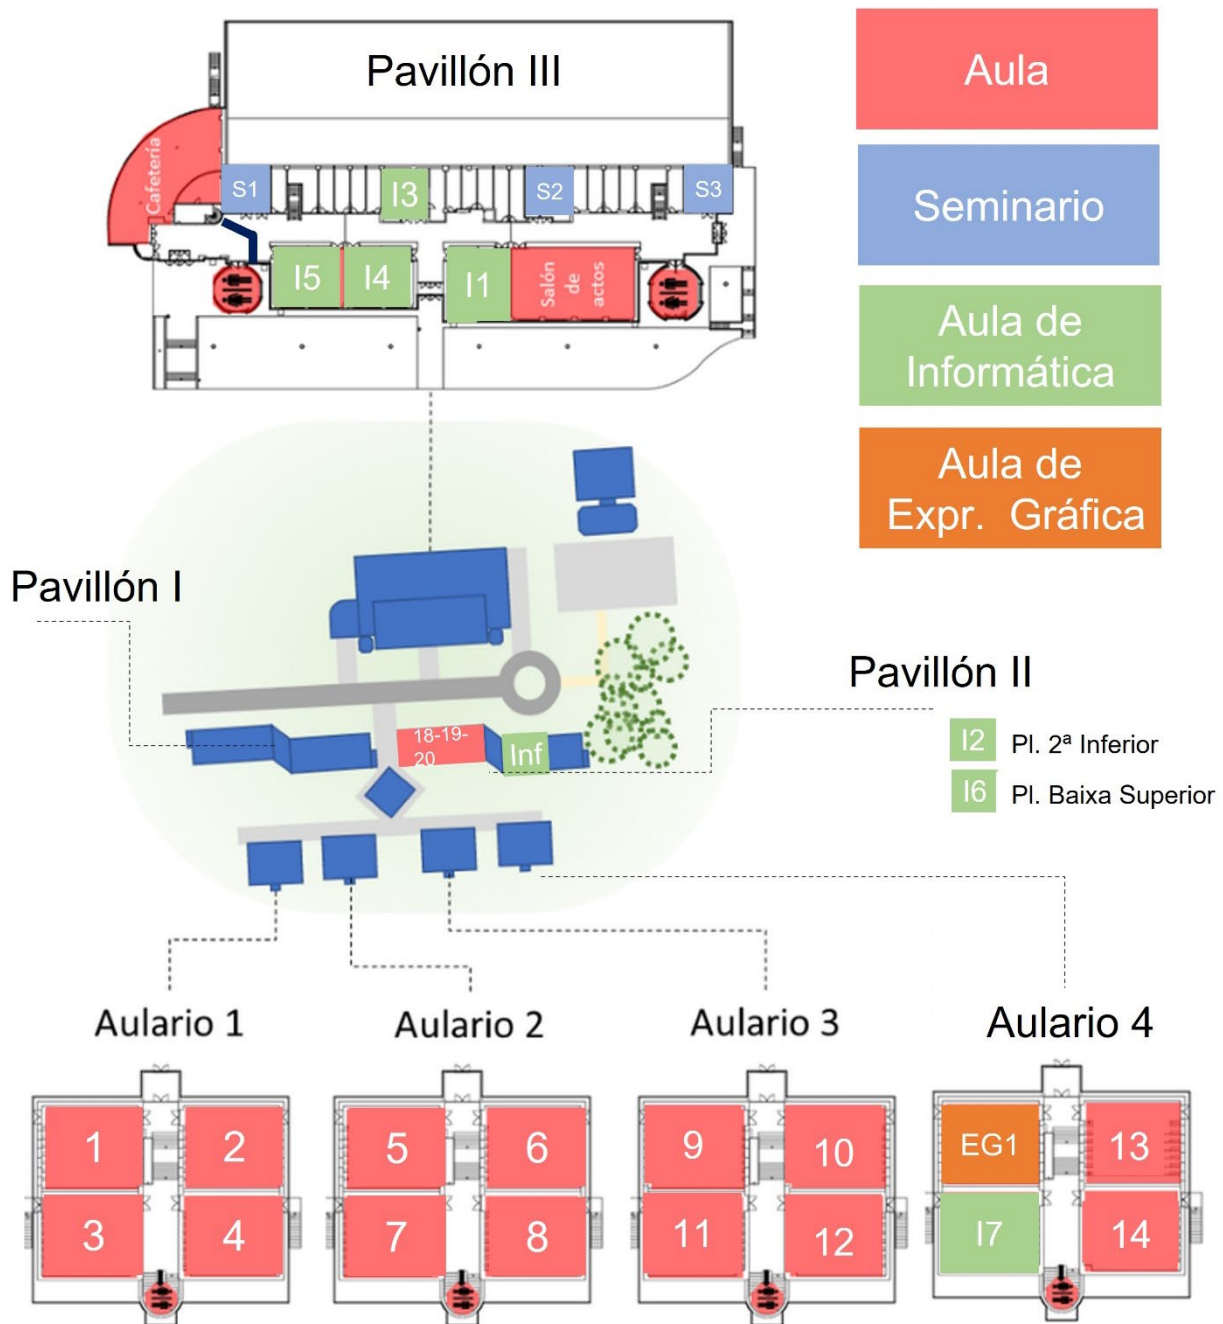 Pavillón III
Cafetería
S1
I3
S2
S3
I5
I4
I1
Salón
de
actos
Aula
Seminario
Aula de
Informática
Aula de
Expr. Gráfica
Pavillón I
Pavillón II
I2 Pl. 2ª Inferior
I6 Pl. Baixa Superior
18-19-
20
Inf
Aulario 1
Aulario 2
Aulario 3
Aulario 4
1
2
3
4
5
6
7
8
9
10
11
12
EG1
13
I7
14